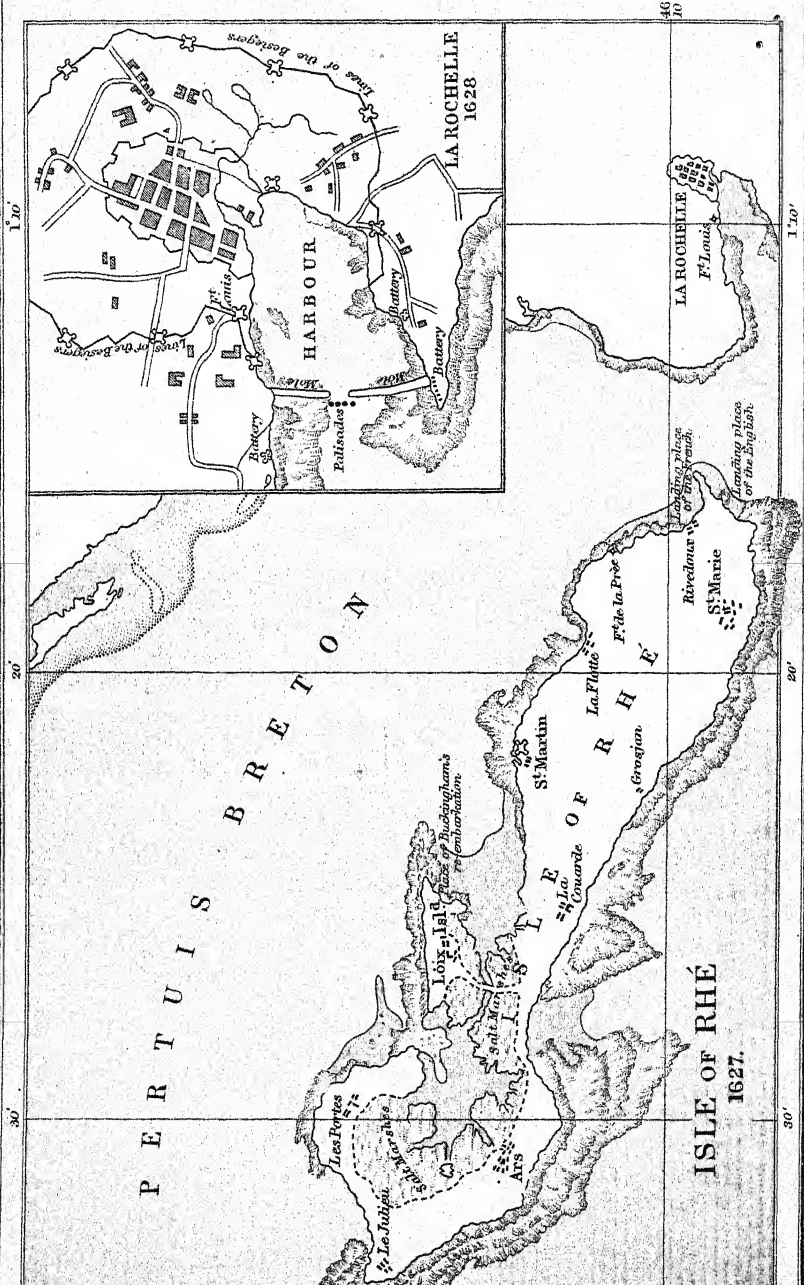 ISLE OF RHÉ
1627.
PERTUIS BRETON
ISLE OF RHÉ
Le Julieu
Les Portes
Salt Marshes
Ars
Loix Isld.
Salt Marshes
Place of Buckingham's
re-embarkation
La
Couarde
St. Martin
Grosjan
La Flotte
Ft. de la Prée
Rivedoux
St. Marie
Landing place
of the French
Landing place
of the English
LA ROCHELLE
Ft. Louis
LA ROCHELLE
1628
Lines of the Besiegers
Lines of the Besiegers
Ft. Louis
HARBOUR
Battery
Mole
Mole
Palisades
Battery
Battery
30'
20'
1°10'
30'
20'
1°10'
46
10